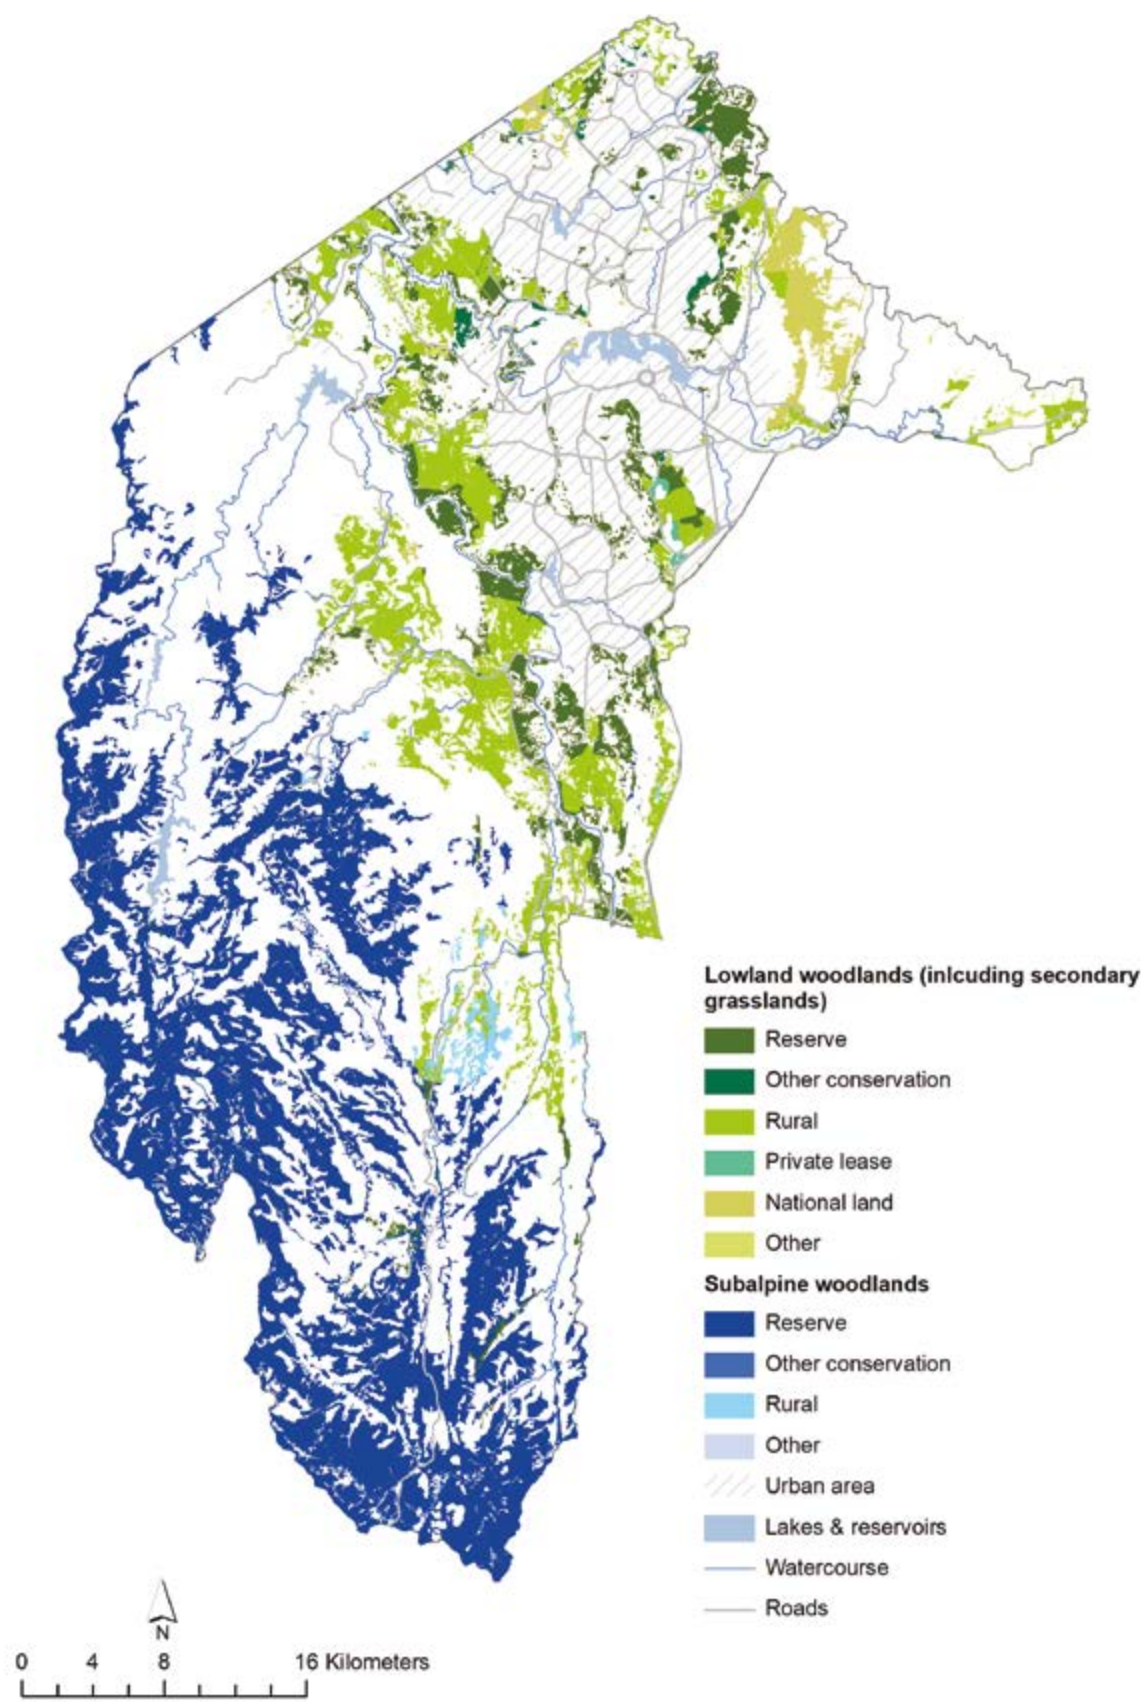 Lowland woodlands (inlcuding secondary
grasslands)
Reserve
Other conservation
Rural
Private lease
National land
Other
Subalpine woodlands
Reserve
Other conservation
Rural
Other
Urban area
Lakes & reservoirs
Watercourse
Roads
N
0 4 8 16 Kilometers